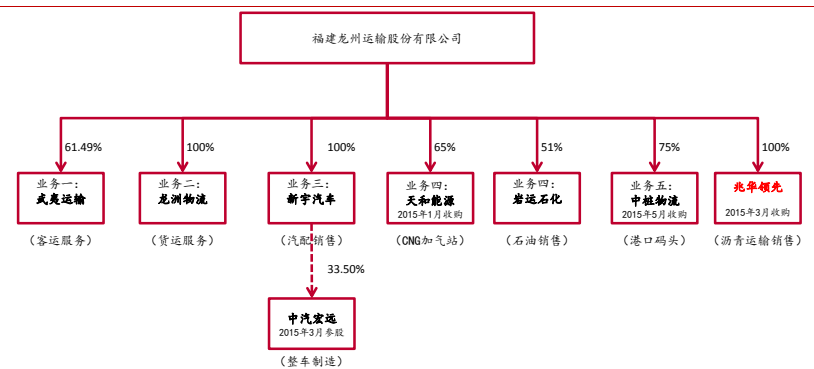 福建龙州运输股份有限公司
61.49%
100%
100%
65%
51%
75%
100%
业务一：
武夷运输
业务二：
龙洲物流
业务三：
新宇汽车
业务四：
天和能源
2015年1月收购
业务四：
岩运石化
业务五：
中桩物流
2015年5月收购
兆华领先
2015年3月收购
（客运服务）
（货运服务）
（汽配销售）
（CNG加气站）
（石油销售）
（港口码头）
（沥青运输销售）
33.50%
中汽宏远
2015年3月参股
（整车制造）